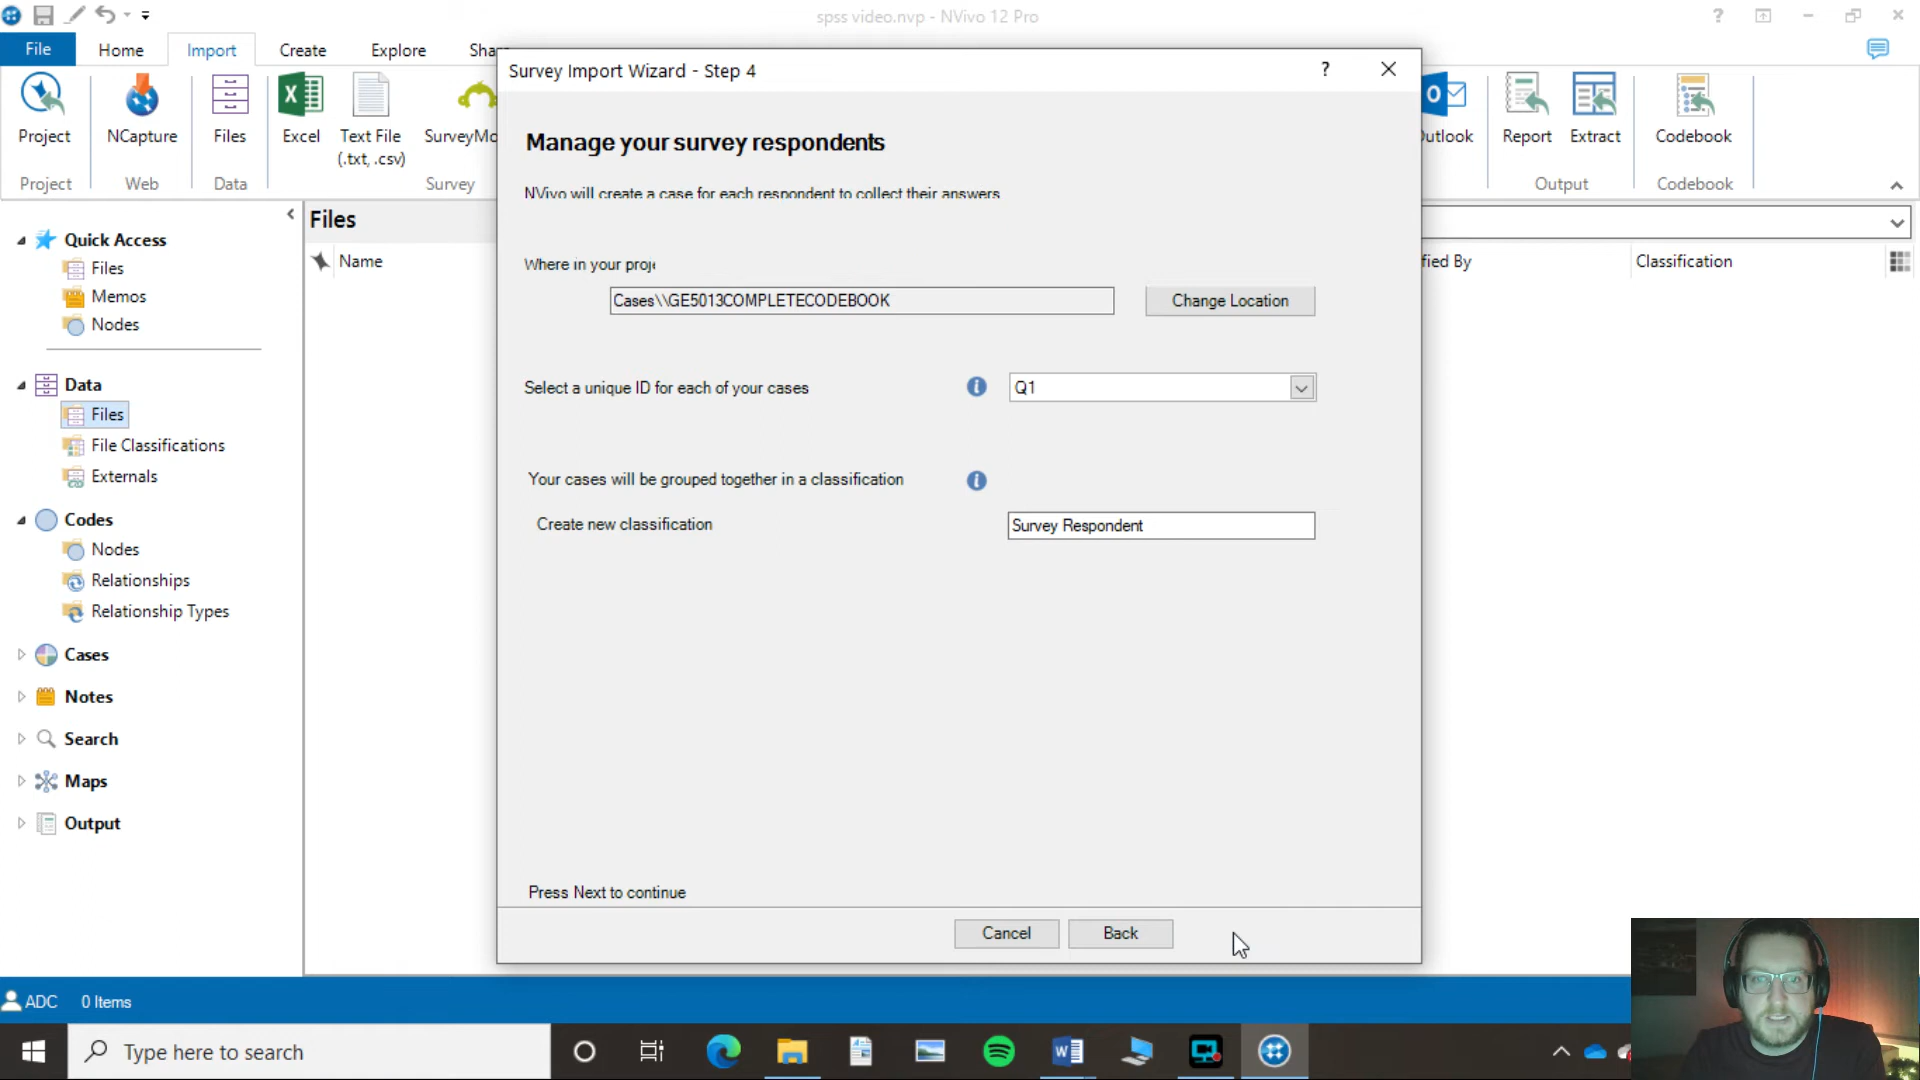 spss video.nvp - NVivo 12 Pro
File Home Import Create Explore
Project NCapture Files Excel Text File (.txt, .csv) Outlook Report Extract Codebook
Project Web Data Survey Output Codebook
Survey Import Wizard - Step 4
Manage your survey respondents
NVivo will create a case for each respondent to collect their answers
Where in your
Cases\\GE5013COMPLETECODEBOOK
Change Location
Select a unique ID for each of your cases
Q1
Your cases will be grouped together in a classification
Create new classification
Survey Respondent
Press Next to continue
Cancel Back
Quick Access
Files
Memos
Nodes
Data
Files
File Classifications
Externals
Codes
Nodes
Relationships
Relationship Types
Cases
Notes
Search
Maps
Output
Files
Name
fied By
Classification
ADC 0 Items
Type here to search